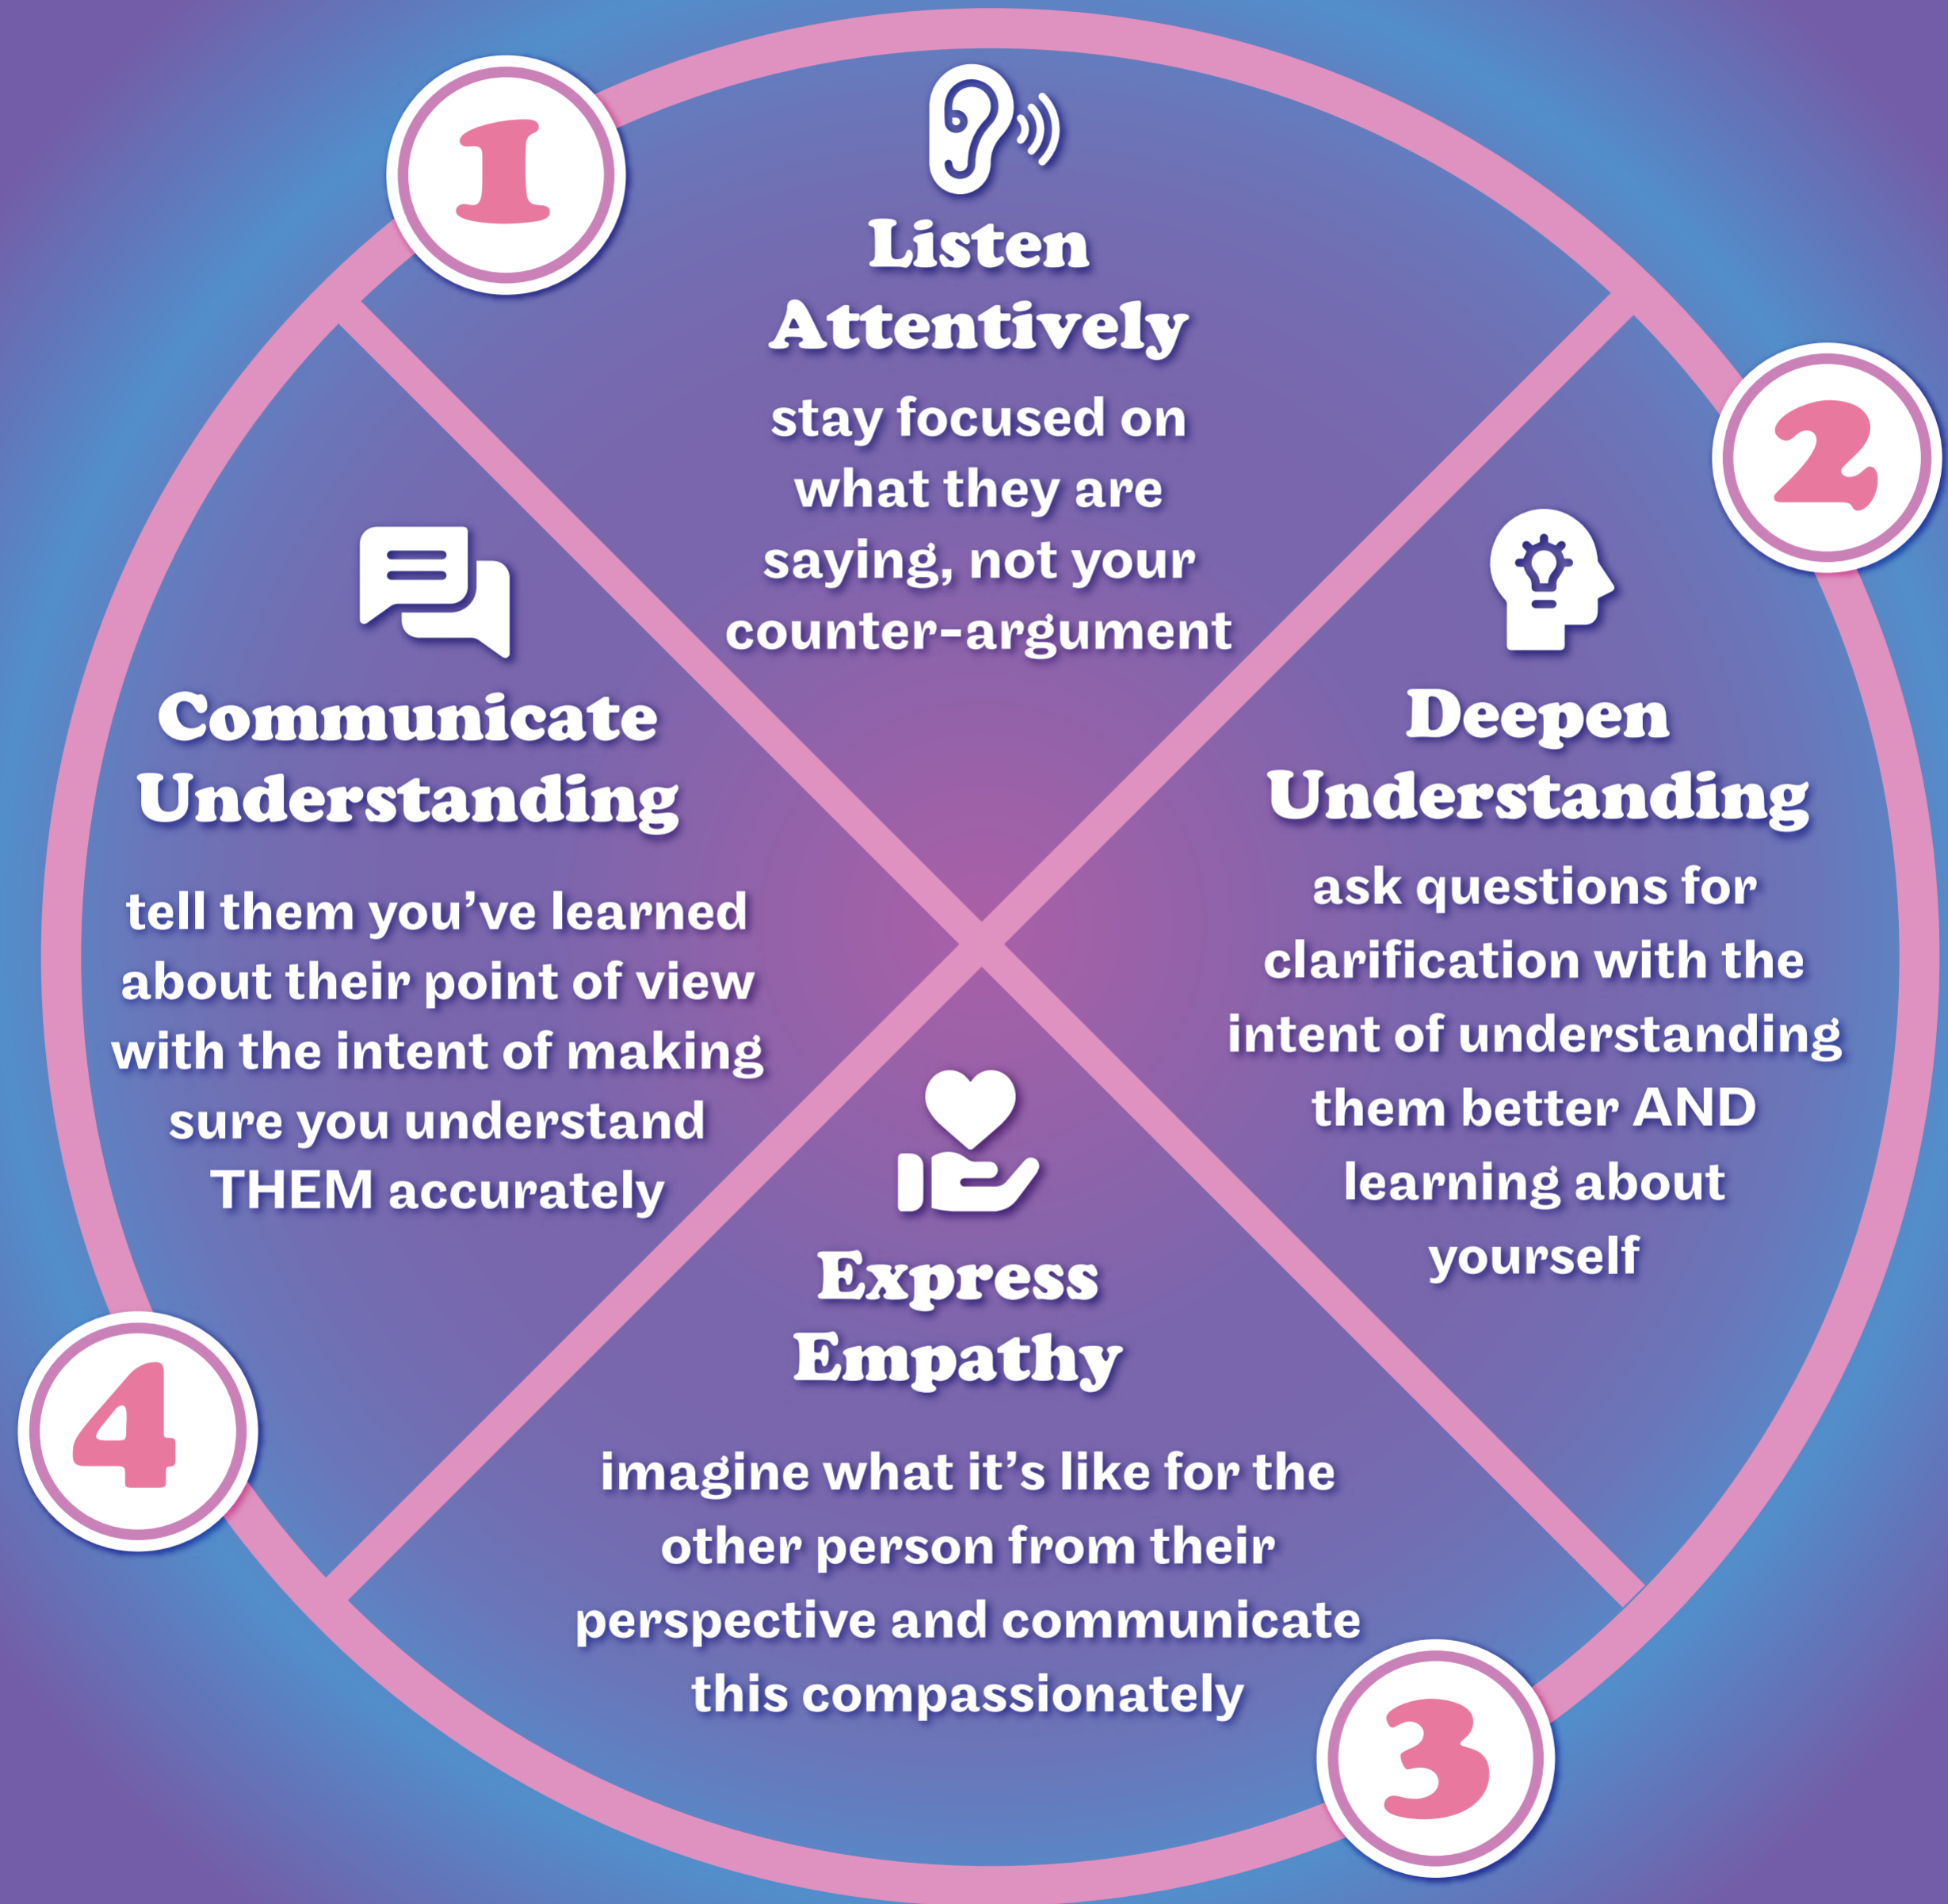 1
Listen
Attentively
stay focused on
what they are
saying, not your
counter-argument
2
Deepen
Understanding
ask questions for
clarification with the
intent of understanding
them better AND
learning about
yourself
3
Express
Empathy
imagine what it’s like for the
other person from their
perspective and communicate
this compassionately
4
Communicate
Understanding
tell them you’ve learned
about their point of view
with the intent of making
sure you understand
THEM accurately